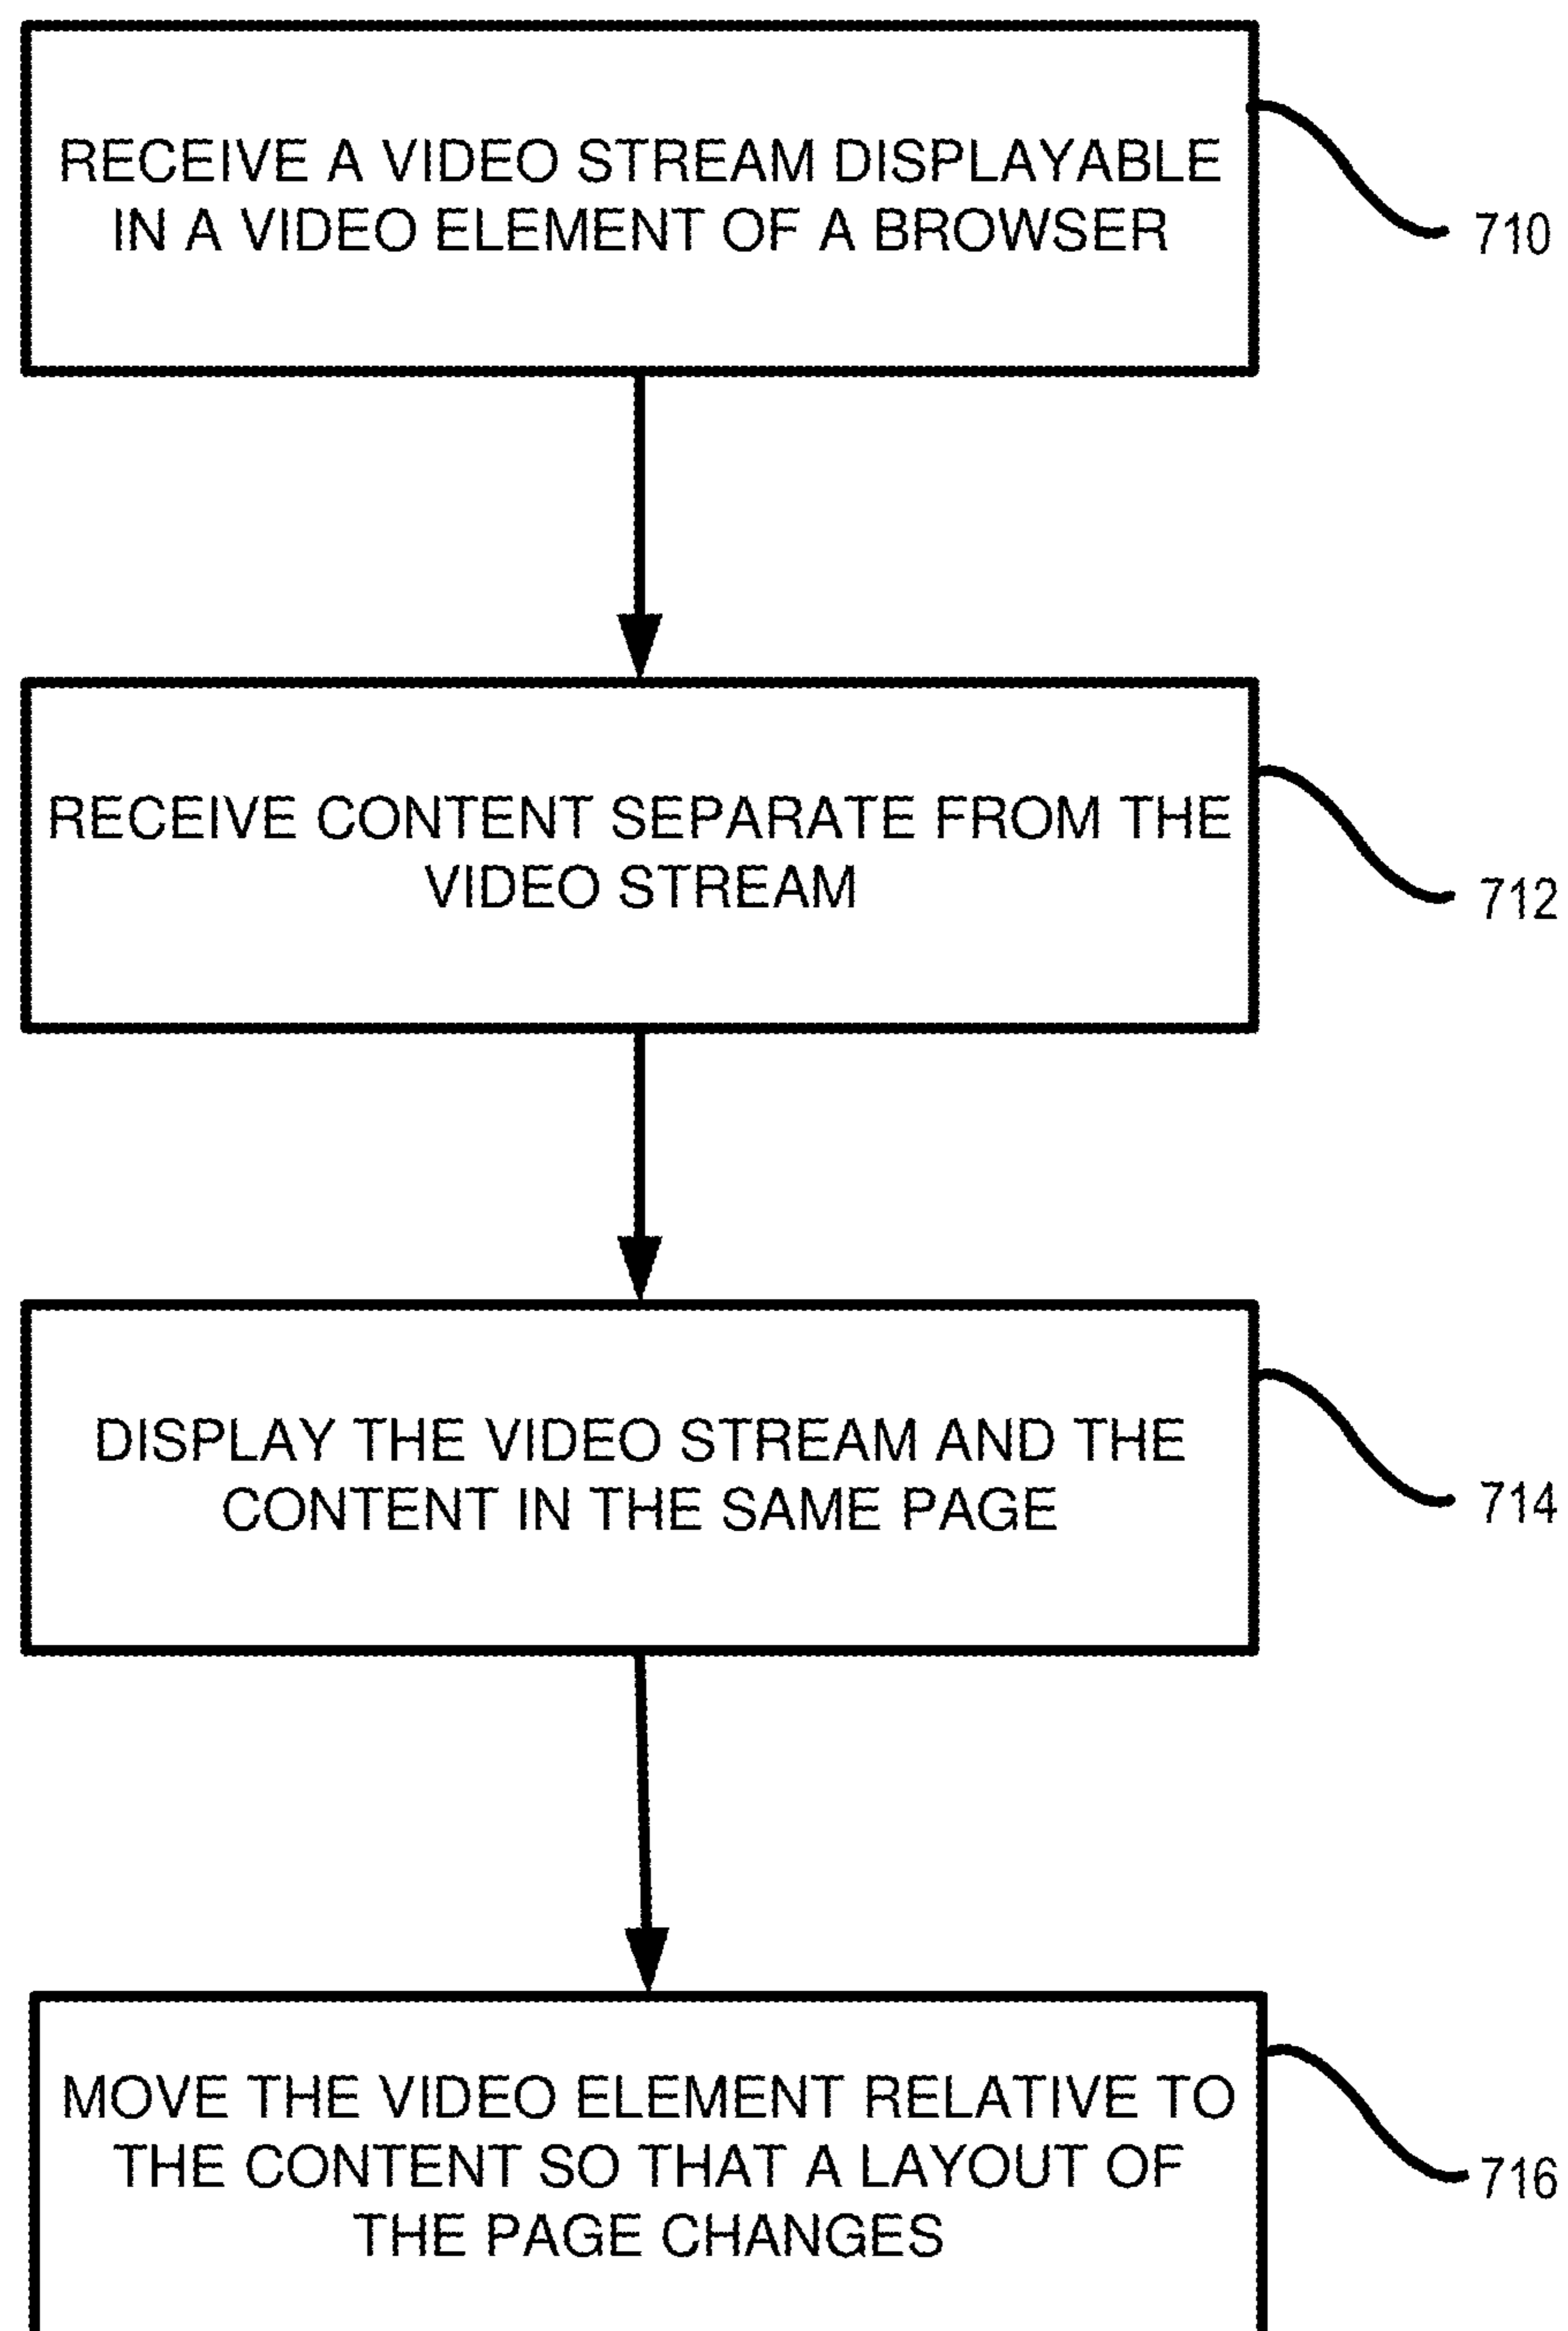 RECEIVE A VIDEO STREAM DISPLAYABLE
IN A VIDEO ELEMENT OF A BROWSER
710
RECEIVE CONTENT SEPARATE FROM THE
VIDEO STREAM
712
DISPLAY THE VIDEO STREAM AND THE
CONTENT IN THE SAME PAGE
714
MOVE THE VIDEO ELEMENT RELATIVE TO
THE CONTENT SO THAT A LAYOUT OF
THE PAGE CHANGES
716